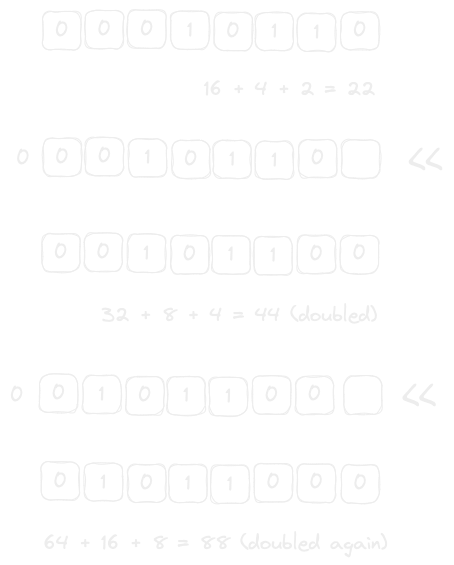 0 0 0 1 0 1 1 0
16 + 4 + 2 = 22
0 0 0 1 0 1 1 0 <<
0 0 1 0 1 1 0 0
32 + 8 + 4 = 44 (doubled)
0 0 1 0 1 1 0 0 <<
0 1 0 1 1 0 0 0
64 + 16 + 8 = 88 (doubled again)